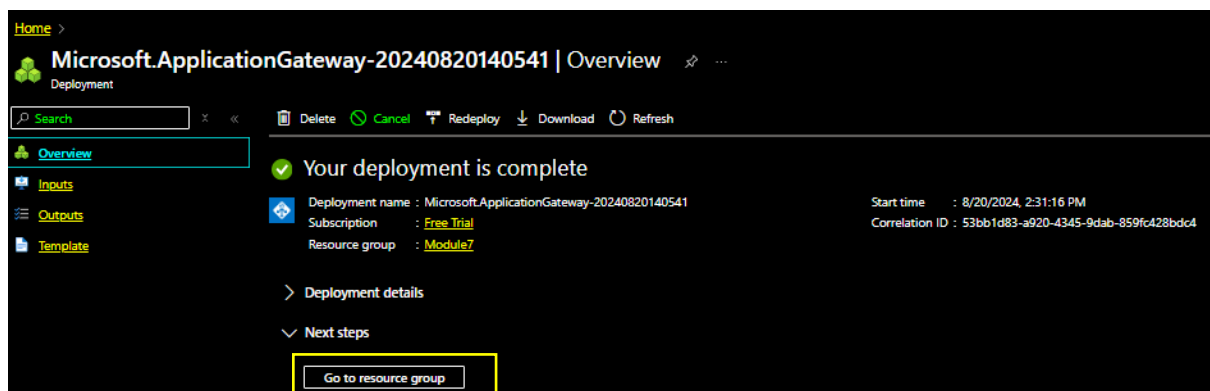 Home >
Microsoft.ApplicationGateway-20240820140541 | Overview
Deployment
Search
Delete Cancel Redeploy Download Refresh
Overview
Inputs
Outputs
Template
Your deployment is complete
Deployment name : Microsoft.ApplicationGateway-20240820140541
Subscription : Free Trial
Resource group : Module7
Start time : 8/20/2024, 2:31:16 PM
Correlation ID : 53bb1d83-a920-4345-9dab-859fc428bdc4
Deployment details
Next steps
Go to resource group